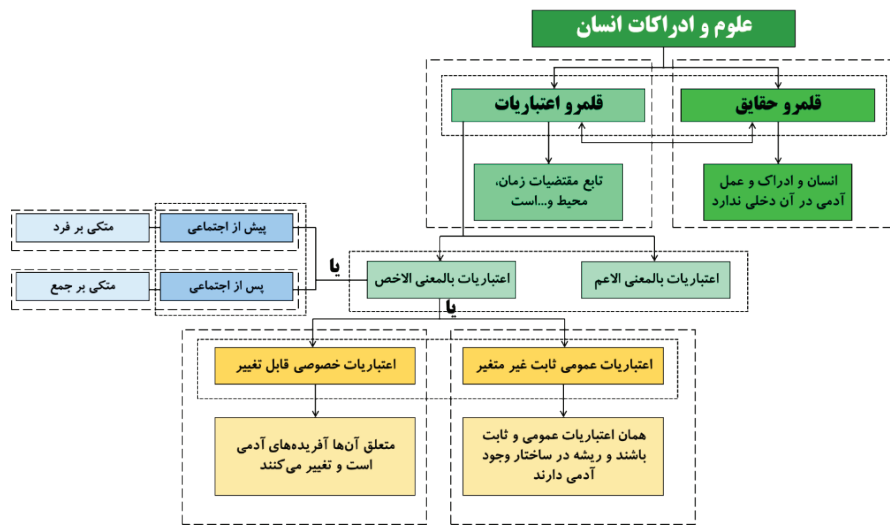 علوم و ادراکات انسان
قلمرو حقایق
قلمرو اعتباریات
انسان و ادراک و عمل
آدمی در آن دخلی ندارد
تابع مقتضیات زمان،
محیط و...است
اعتباریات بالمعنی الاعم
اعتباریات بالمعنی الاخص
یا
پیش از اجتماعی
متکی بر فرد
پس از اجتماعی
متکی بر جمع
یا
اعتباریات عمومی ثابت غیر متغیر
اعتباریات خصوصی قابل تغییر
همان اعتباریات عمومی و ثابت
باشند و ریشه در ساختار وجود
آدمی دارند
متعلق آن‌ها آفریده‌های آدمی
است و تغییر می‌کنند